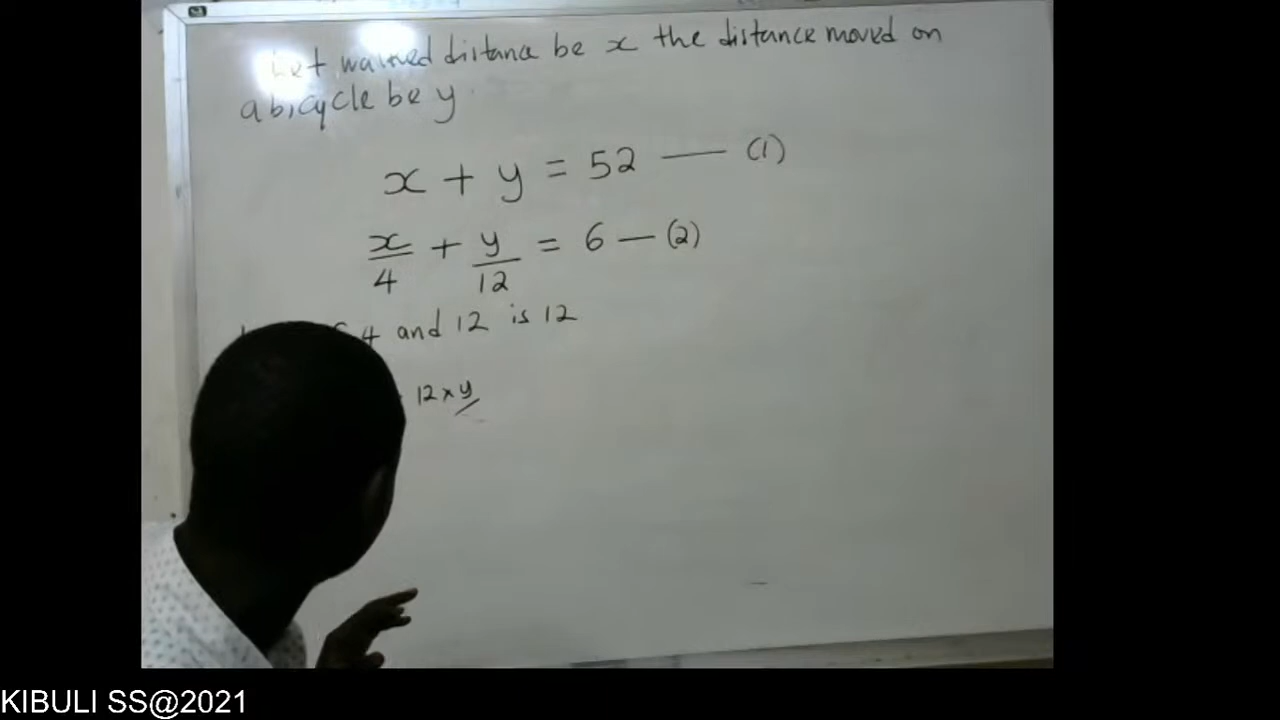 Let walked distance be x the distance moved on
a bicycle be y
x + y = 52 — (1)
x/4 + y/12 = 6 — (2)
4 and 12 is 12
12 × y
KIBULI SS@2021